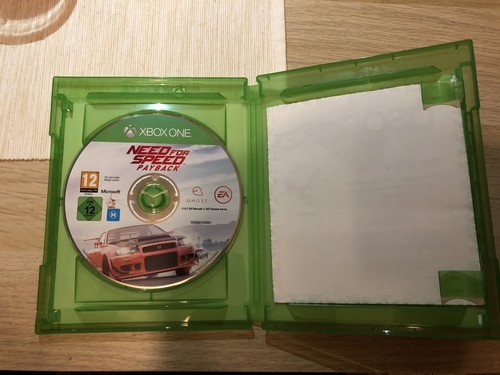 XBOX ONE
NEED FOR
SPEED
PAYBACK
12
Microsoft
12
M
GHOST
EA